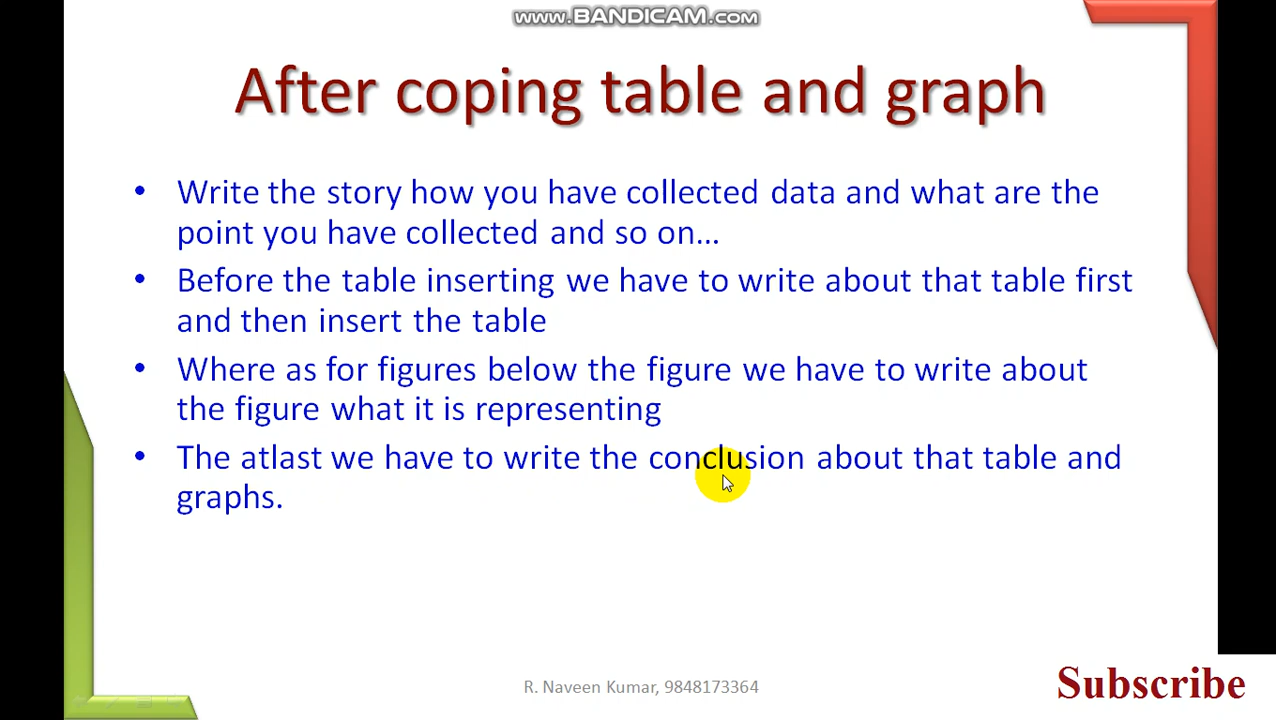 www.BANDICAM.com
After coping table and graph
• Write the story how you have collected data and what are the
point you have collected and so on...
• Before the table inserting we have to write about that table first
and then insert the table
• Where as for figures below the figure we have to write about
the figure what it is representing
• The atlast we have to write the conclusion about that table and
graphs.
R. Naveen Kumar, 9848173364
Subscribe